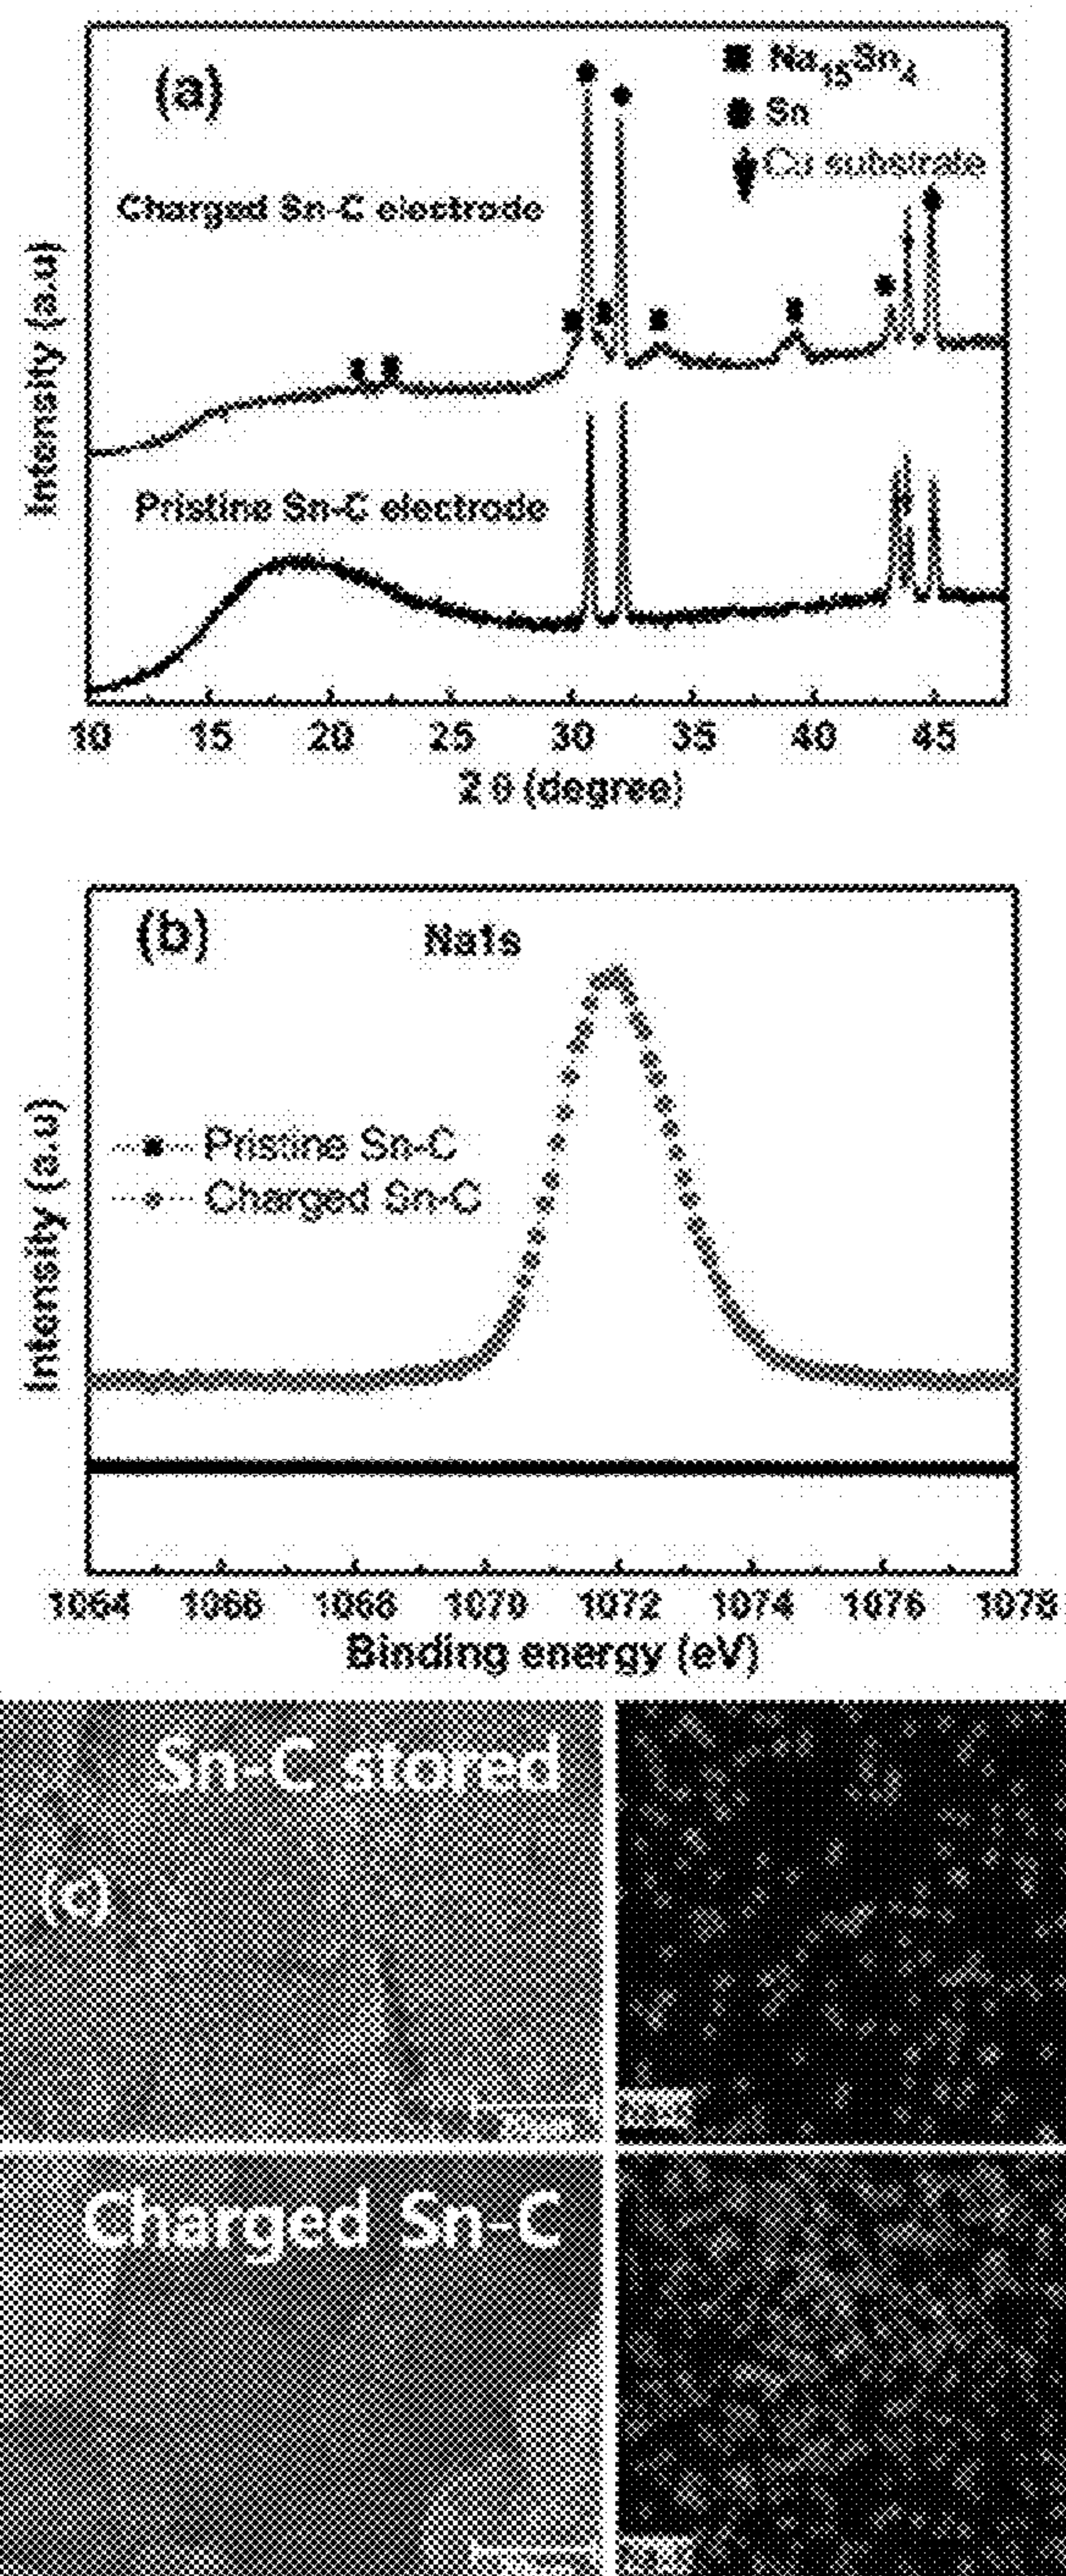 (a)
Na15Sn4
Sn
Cu substrate
Charged Sn-C electrode
Pristine Sn-C electrode
Intensity (a.u)
10 15 20 25 30 35 40 45
2 θ (degree)
(b)
Na1s
Pristine Sn-C
Charged Sn-C
Intensity (a.u)
1064 1066 1068 1070 1072 1074 1076 1078
Binding energy (eV)
Sn-C stored
(c)
Charged Sn-C